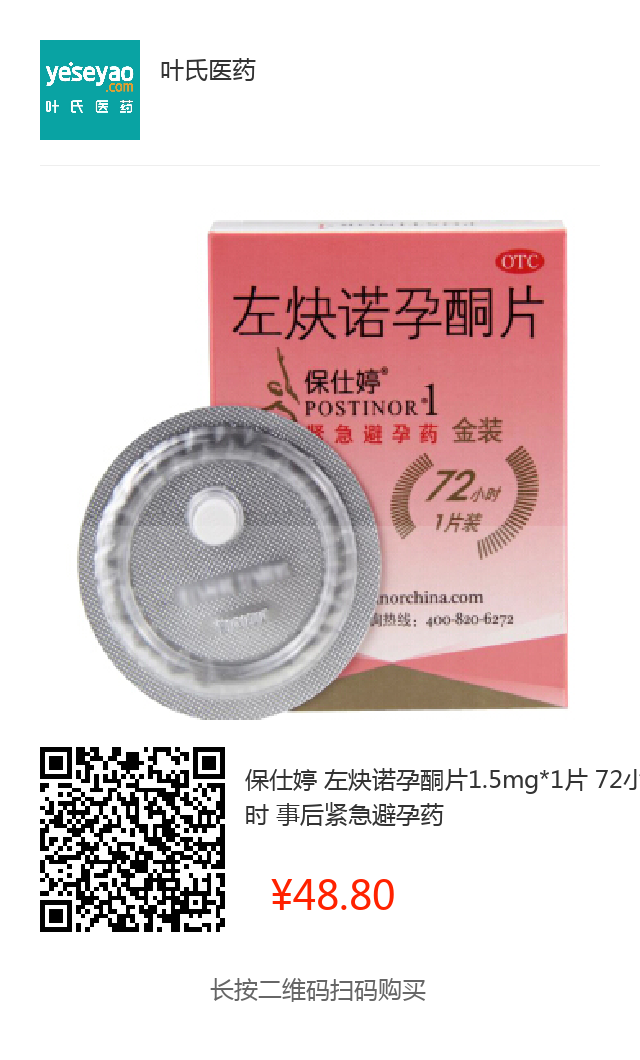 yeseyao
.com
叶氏医药
叶氏医药
OTC
左炔诺孕酮片
保仕婷®
POSTINOR®1
紧急避孕药 金装
72小时
1片装
norchina.com
询热线：400-820-6272
保仕婷 左炔诺孕酮片1.5mg*1片 72小
时 事后紧急避孕药
¥48.80
长按二维码扫码购买